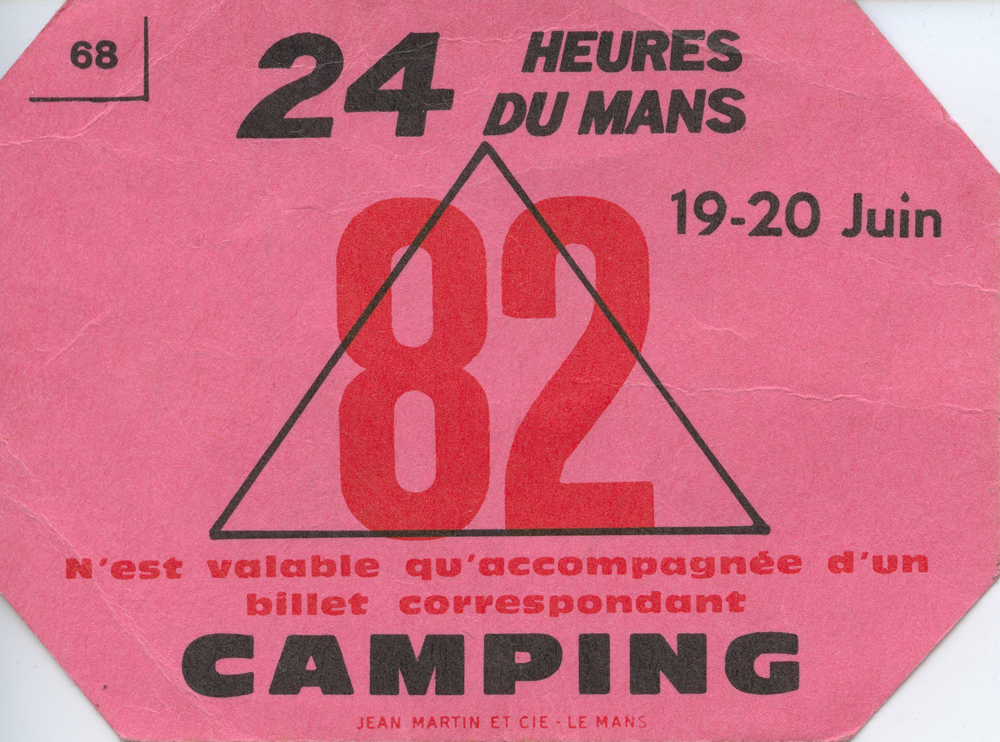 68
24 HEURES
DU MANS
19-20 Juin
82
N'est valable qu'accompagnée d'un
billet correspondant
CAMPING
JEAN MARTIN ET CIE - LE MANS